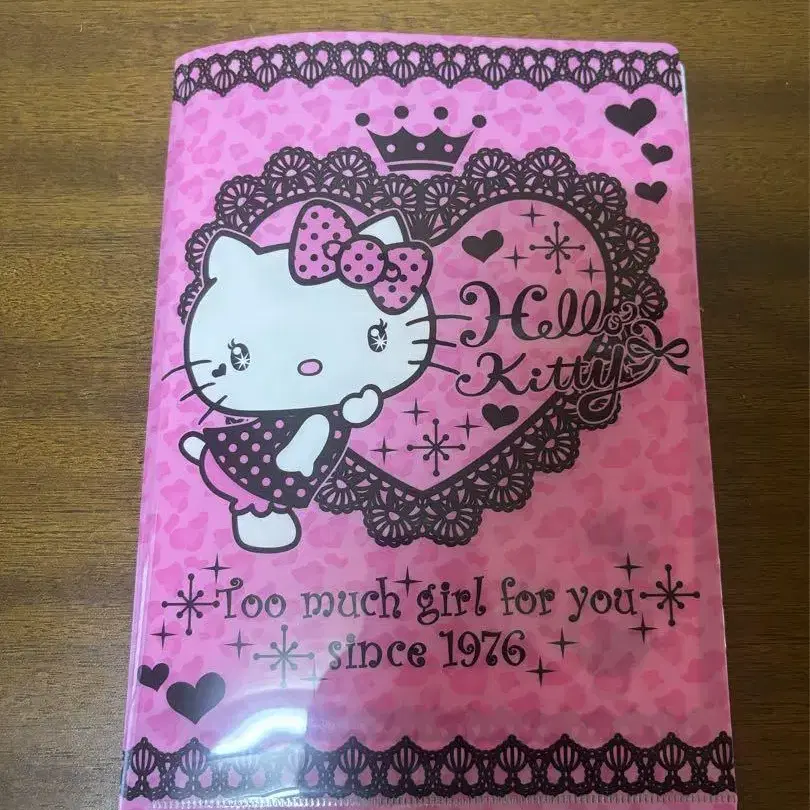 Hello
Kitty
Too much girl for you
since 1976